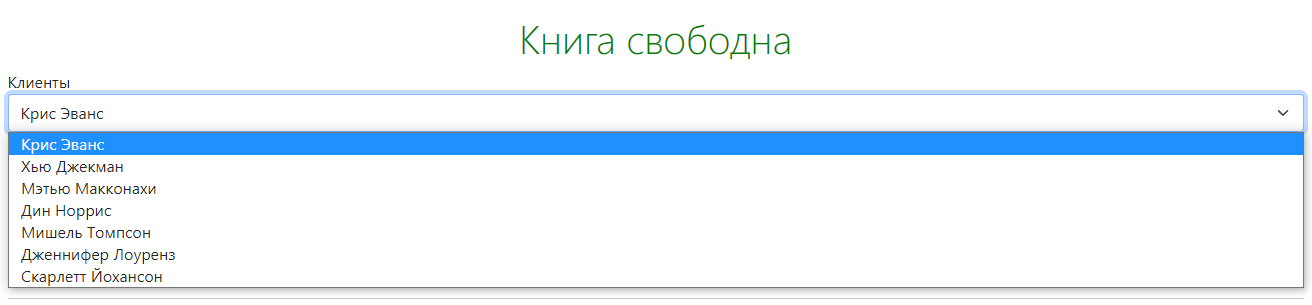 Книга свободна
Клиенты
Крис Эванс
Крис Эванс
Хью Джекман
Мэтью Макконахи
Дин Норрис
Мишель Томпсон
Дженнифер Лоуренз
Скарлетт Йохансон